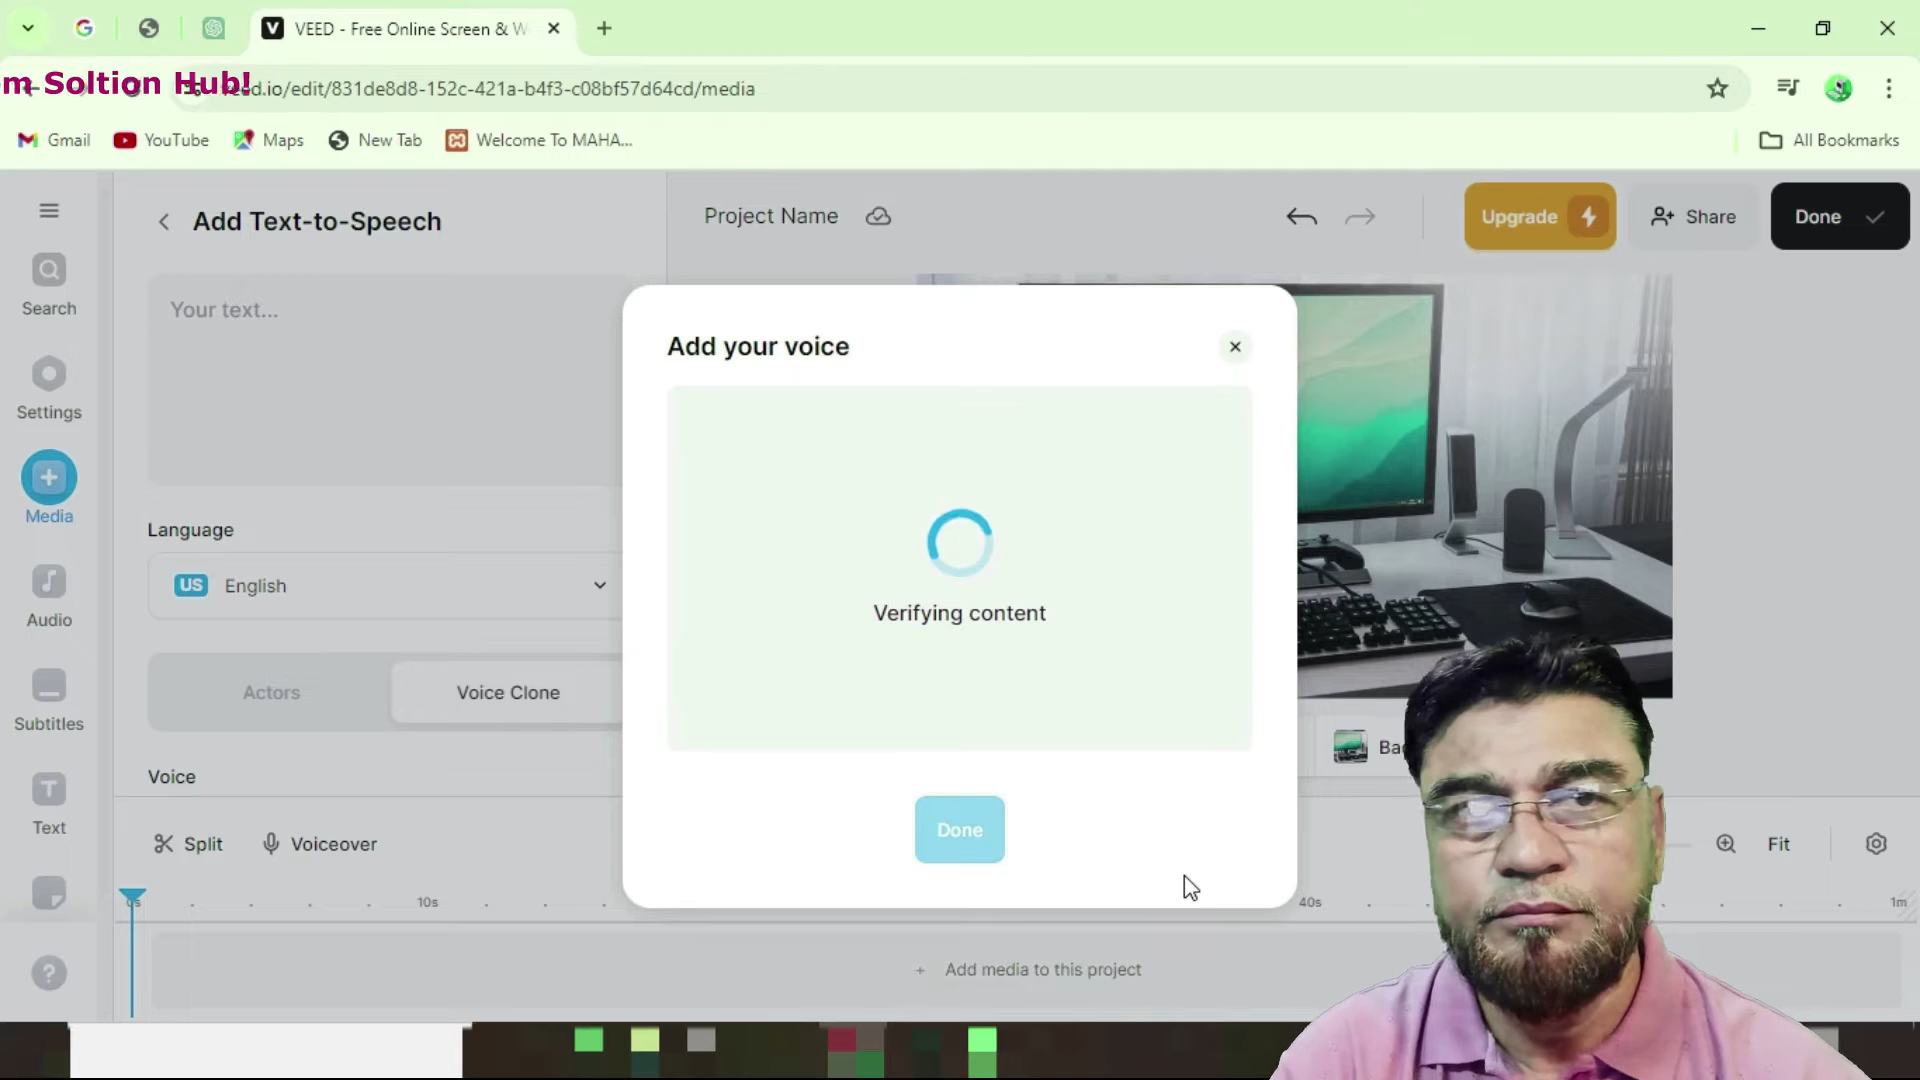 VEED - Free Online Screen & W
m Soltion Hub!
eed.io/edit/831de8d8-152c-421a-b4f3-c08bf57d64cd/media
Gmail
YouTube
Maps
New Tab
Welcome To MAHA...
All Bookmarks
Add Text-to-Speech
Project Name
Upgrade
Share
Done
Search
Your text...
Add your voice
Settings
Media
Language
US English
Verifying content
Audio
Actors
Voice Clone
Subtitles
Voice
Bac
Text
Split
Voiceover
Done
Fit
10s
40s
1m
Add media to this project